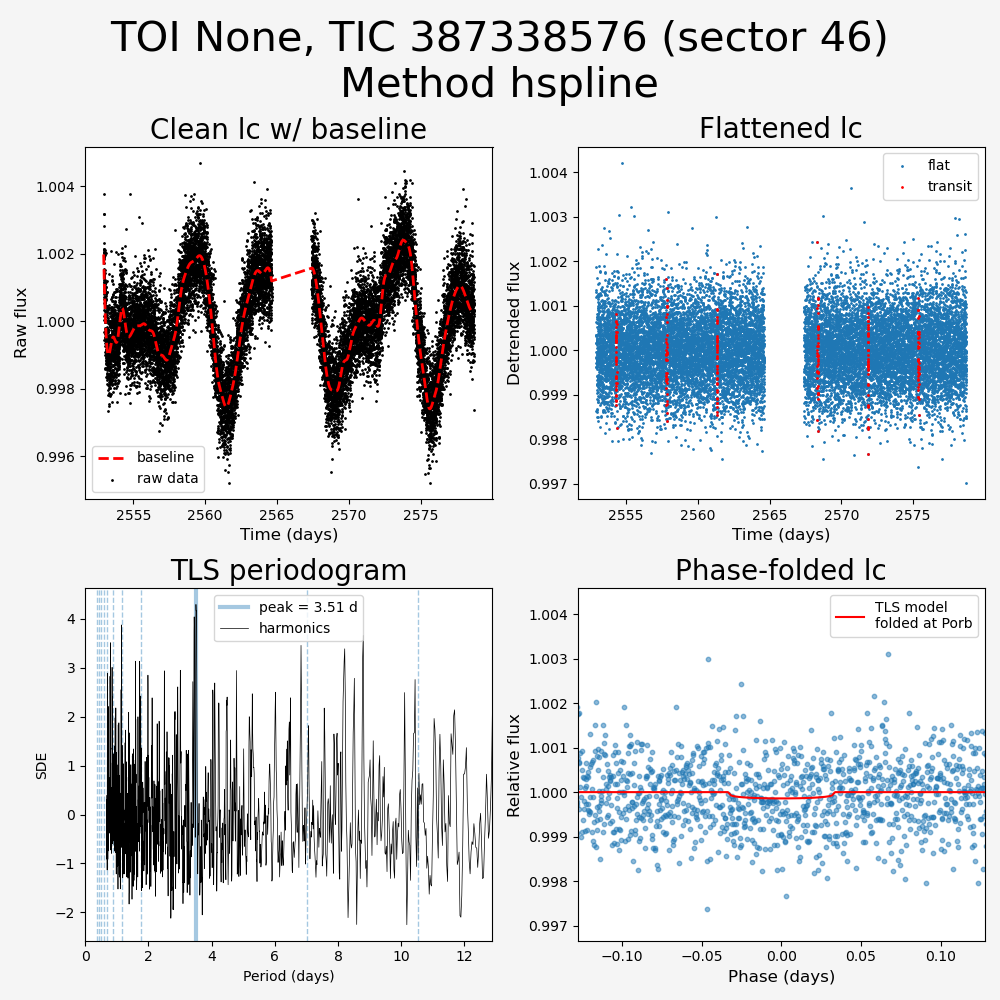 TOI None, TIC 387338576 (sector 46)
Method hspline
Clean lc w/ baseline
Raw flux
1.004
1.002
1.000
0.998
0.996
baseline
raw data
2555
2560
2565
2570
2575
Time (days)
Flattened lc
Detrended flux
1.004
1.003
1.002
1.001
1.000
0.999
0.998
0.997
flat
transit
2555
2560
2565
2570
2575
Time (days)
TLS periodogram
SDE
4
3
2
1
0
−1
−2
peak = 3.51 d
harmonics
0
2
4
6
8
10
12
Period (days)
Phase-folded lc
Relative flux
1.004
1.003
1.002
1.001
1.000
0.999
0.998
0.997
TLS model
folded at Porb
−0.10
−0.05
0.00
0.05
0.10
Phase (days)